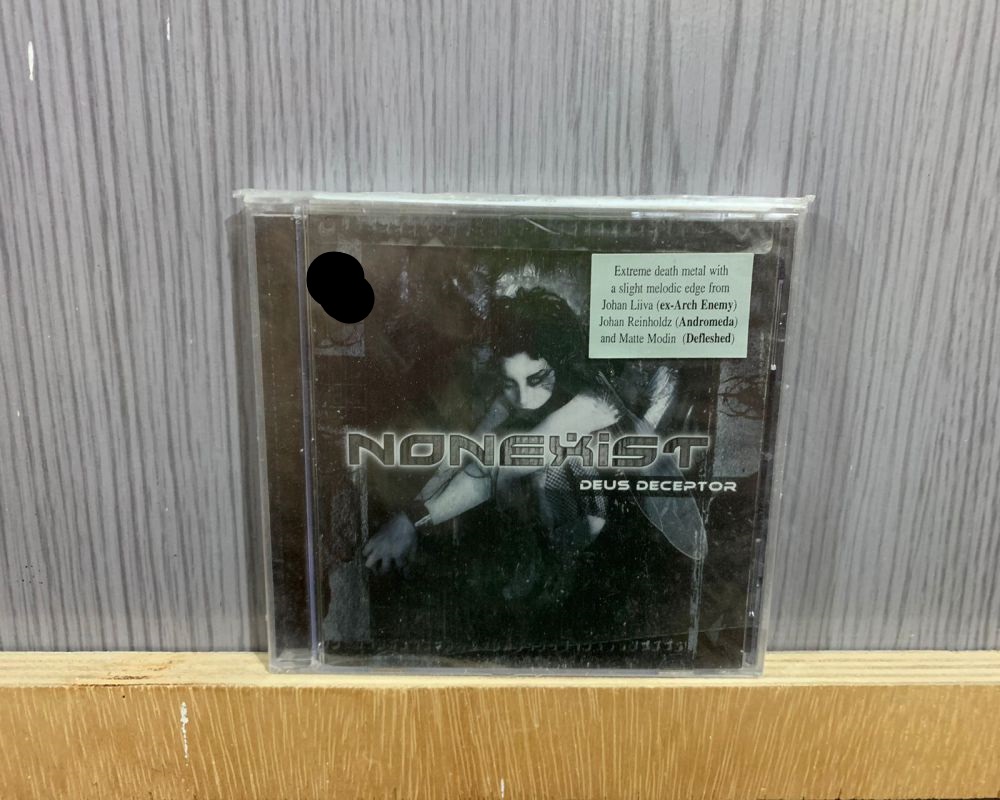 Extreme death metal with
a slight melodic edge from
Johan Liiva (ex-Arch Enemy)
Johan Reinholdz (Andromeda)
and Matte Modin (Defleshed)
NONEXiST
DEUS DECEPTOR